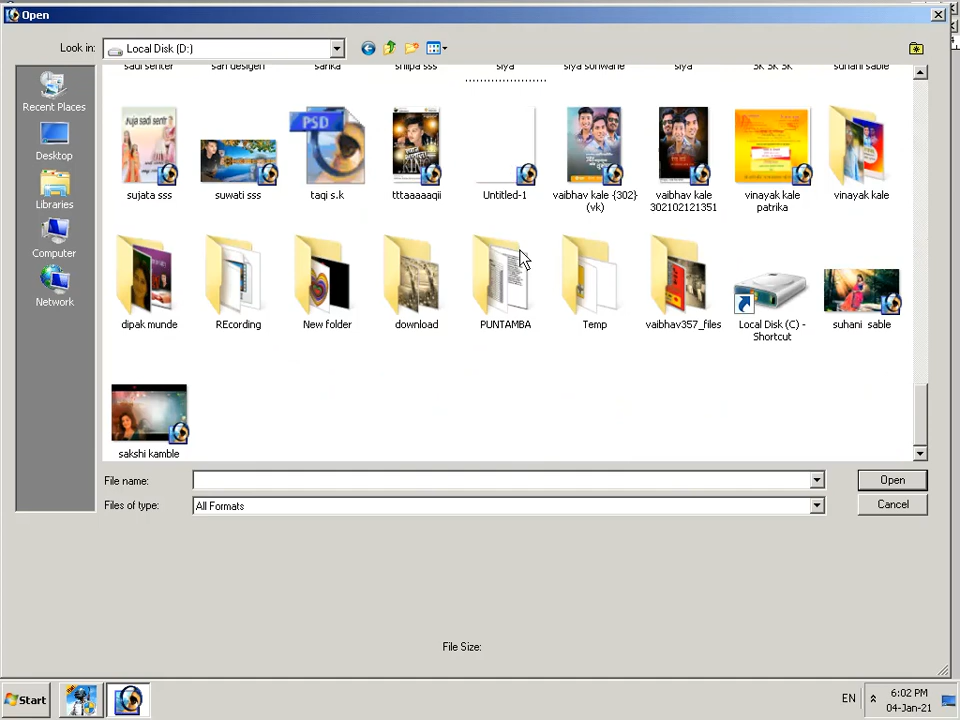 Open
Look in:
Local Disk (D:)
Recent Places
Desktop
Libraries
Computer
Network
sadi senter
sari desigen
sarika
shilpa sss
siya
siya suriwane
siya
SK SK SK
suhani sable
sujata sss
suwati sss
PSD
taqi s.k
tttaaaaaqii
Untitled-1
vaibhav kale {302} (vk)
vaibhav kale 302102121351
vinayak kale patrika
vinayak kale
dipak munde
REcording
New folder
download
PUNTAMBA
Temp
vaibhav357_files
Local Disk (C) - Shortcut
suhani sable
sakshi kamble
File name:
Open
Files of type:
All Formats
Cancel
File Size:
Start
EN
6:02 PM
04-Jan-21